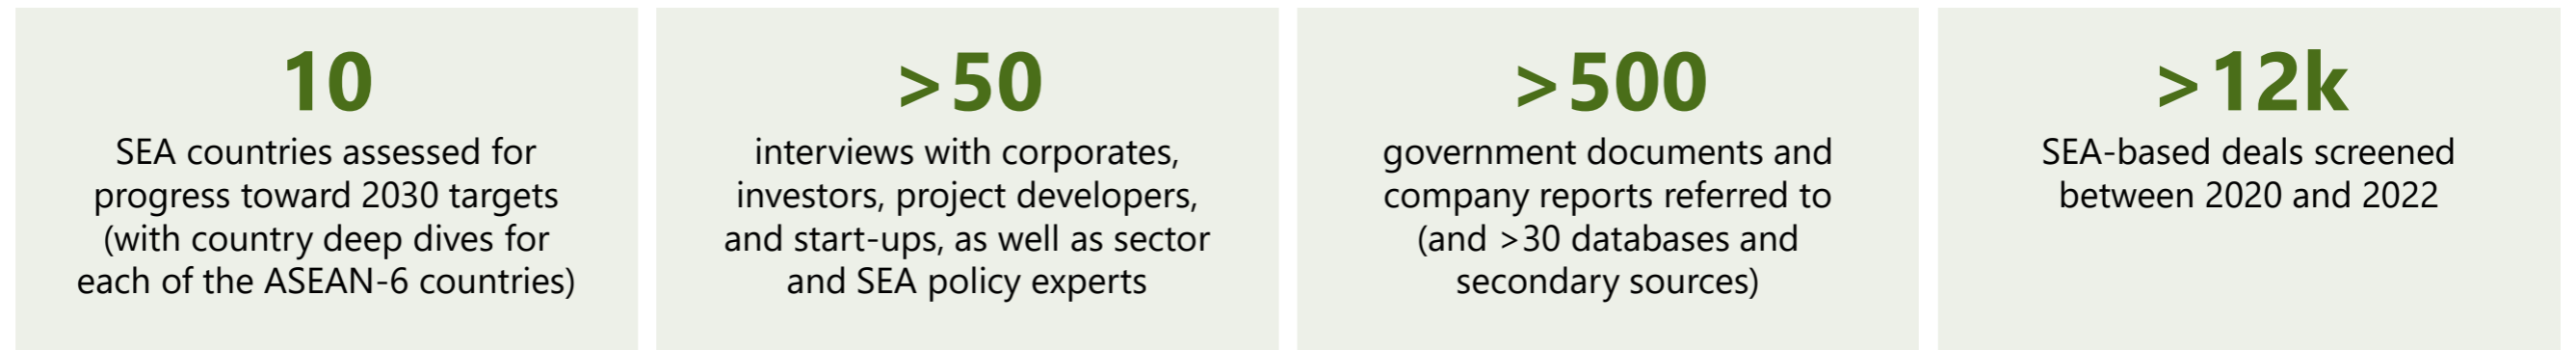 10
SEA countries assessed for
progress toward 2030 targets
(with country deep dives for
each of the ASEAN-6 countries)
>50
interviews with corporates,
investors, project developers,
and start-ups, as well as sector
and SEA policy experts
>500
government documents and
company reports referred to
(and >30 databases and
secondary sources)
>12k
SEA-based deals screened
between 2020 and 2022